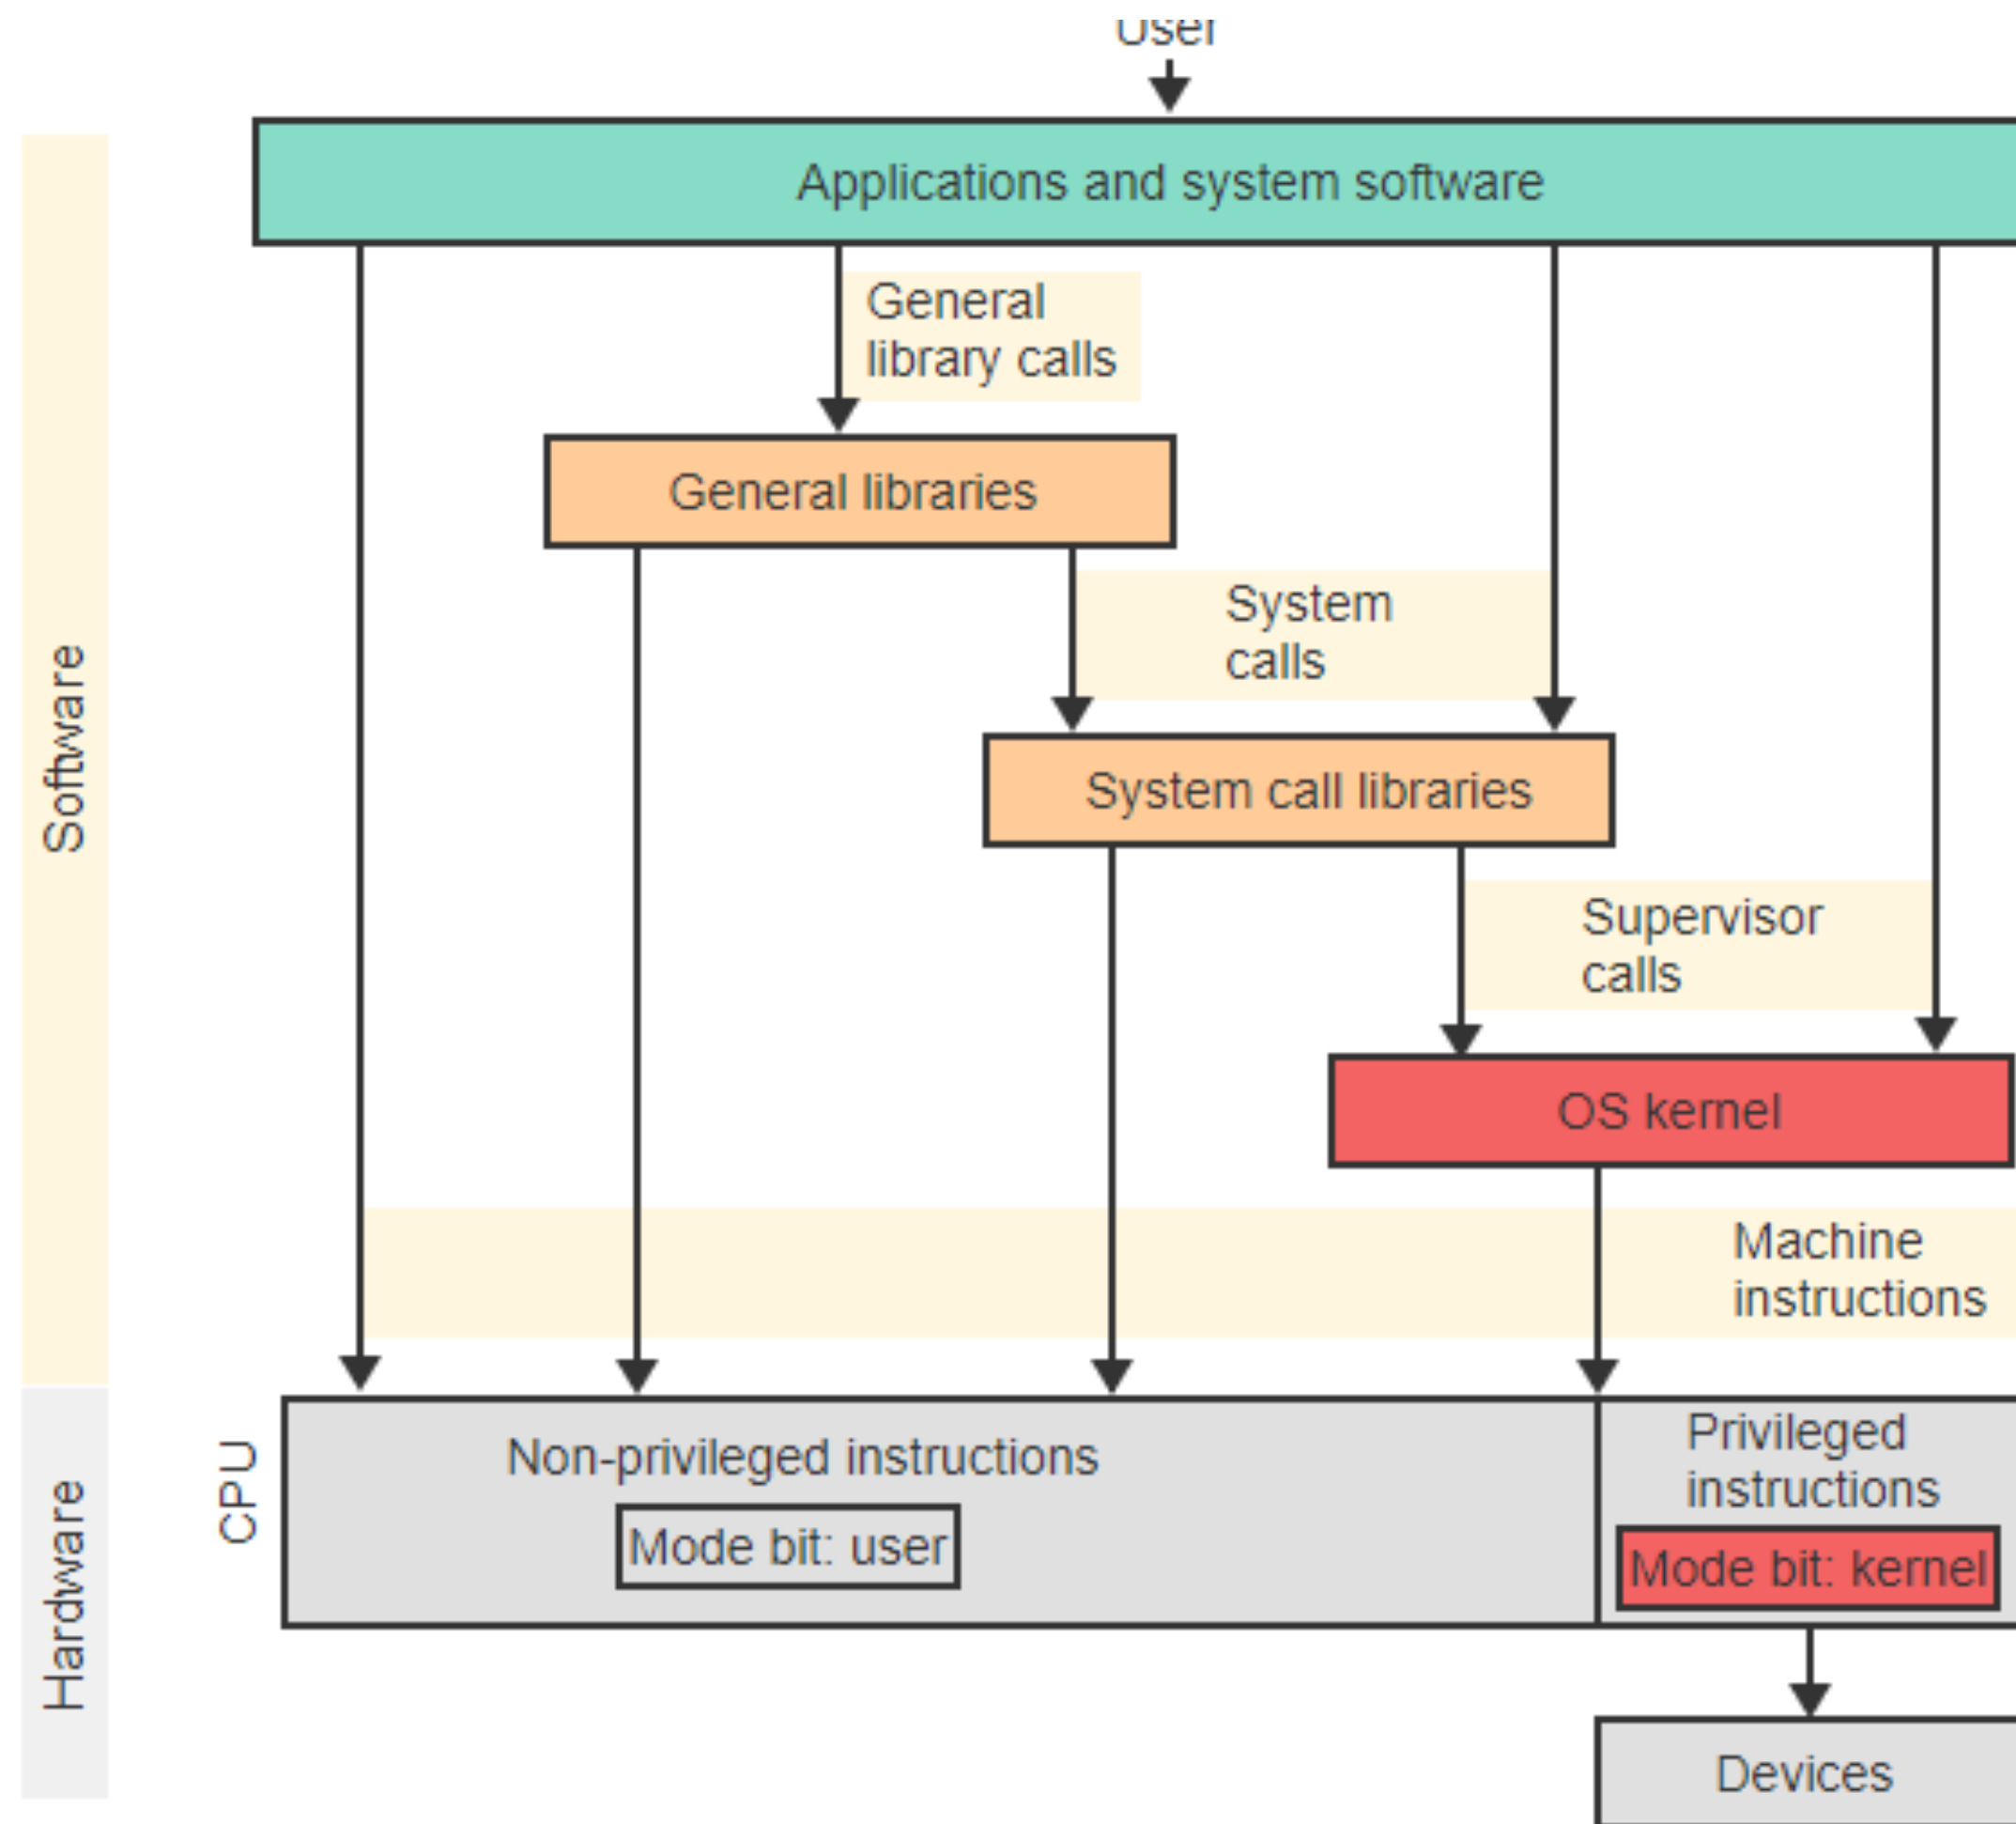 User
Applications and system software
General
library calls
General libraries
System
calls
System call libraries
Software
Supervisor
calls
OS kernel
Machine
instructions
CPU
Non-privileged instructions
Mode bit: user
Privileged
instructions
Mode bit: kernel
Hardware
Devices